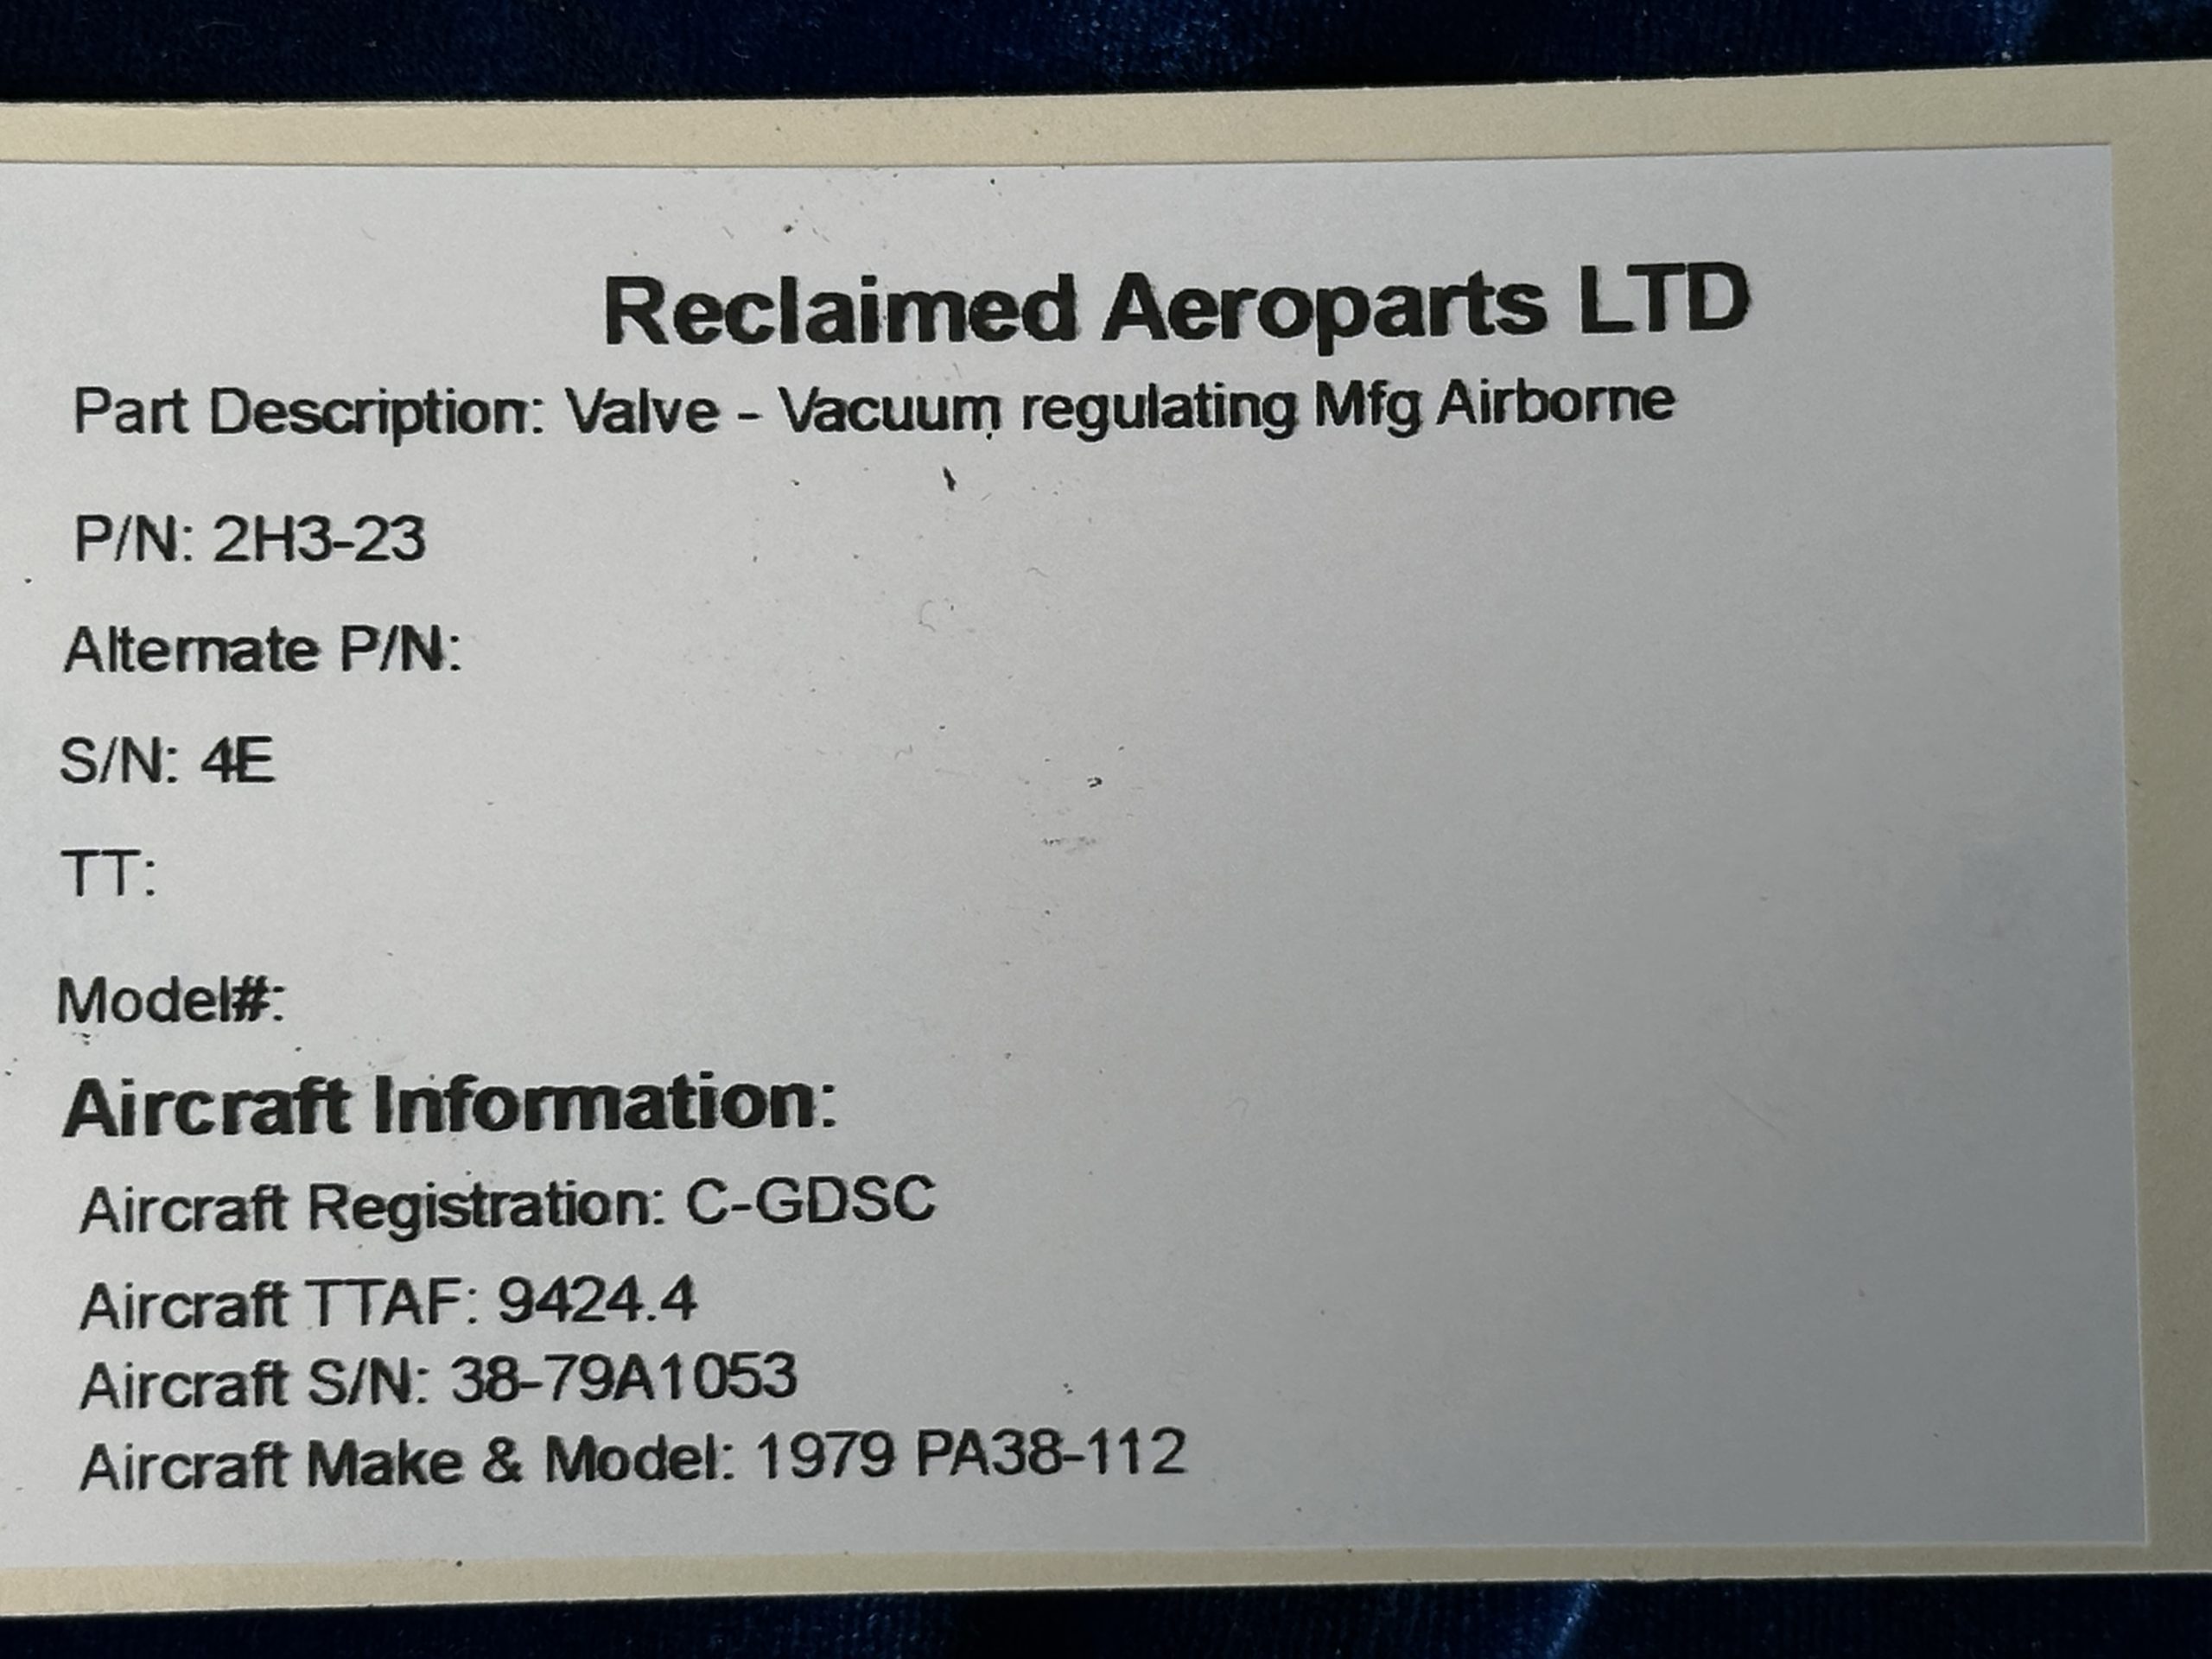 Reclaimed Aeroparts LTD
Part Description: Valve - Vacuum regulating Mfg Airborne
P/N: 2H3-23
Alternate P/N:
S/N: 4E
TT:
Model#:
Aircraft Information:
Aircraft Registration: C-GDSC
Aircraft TTAF: 9424.4
Aircraft S/N: 38-79A1053
Aircraft Make & Model: 1979 PA38-112